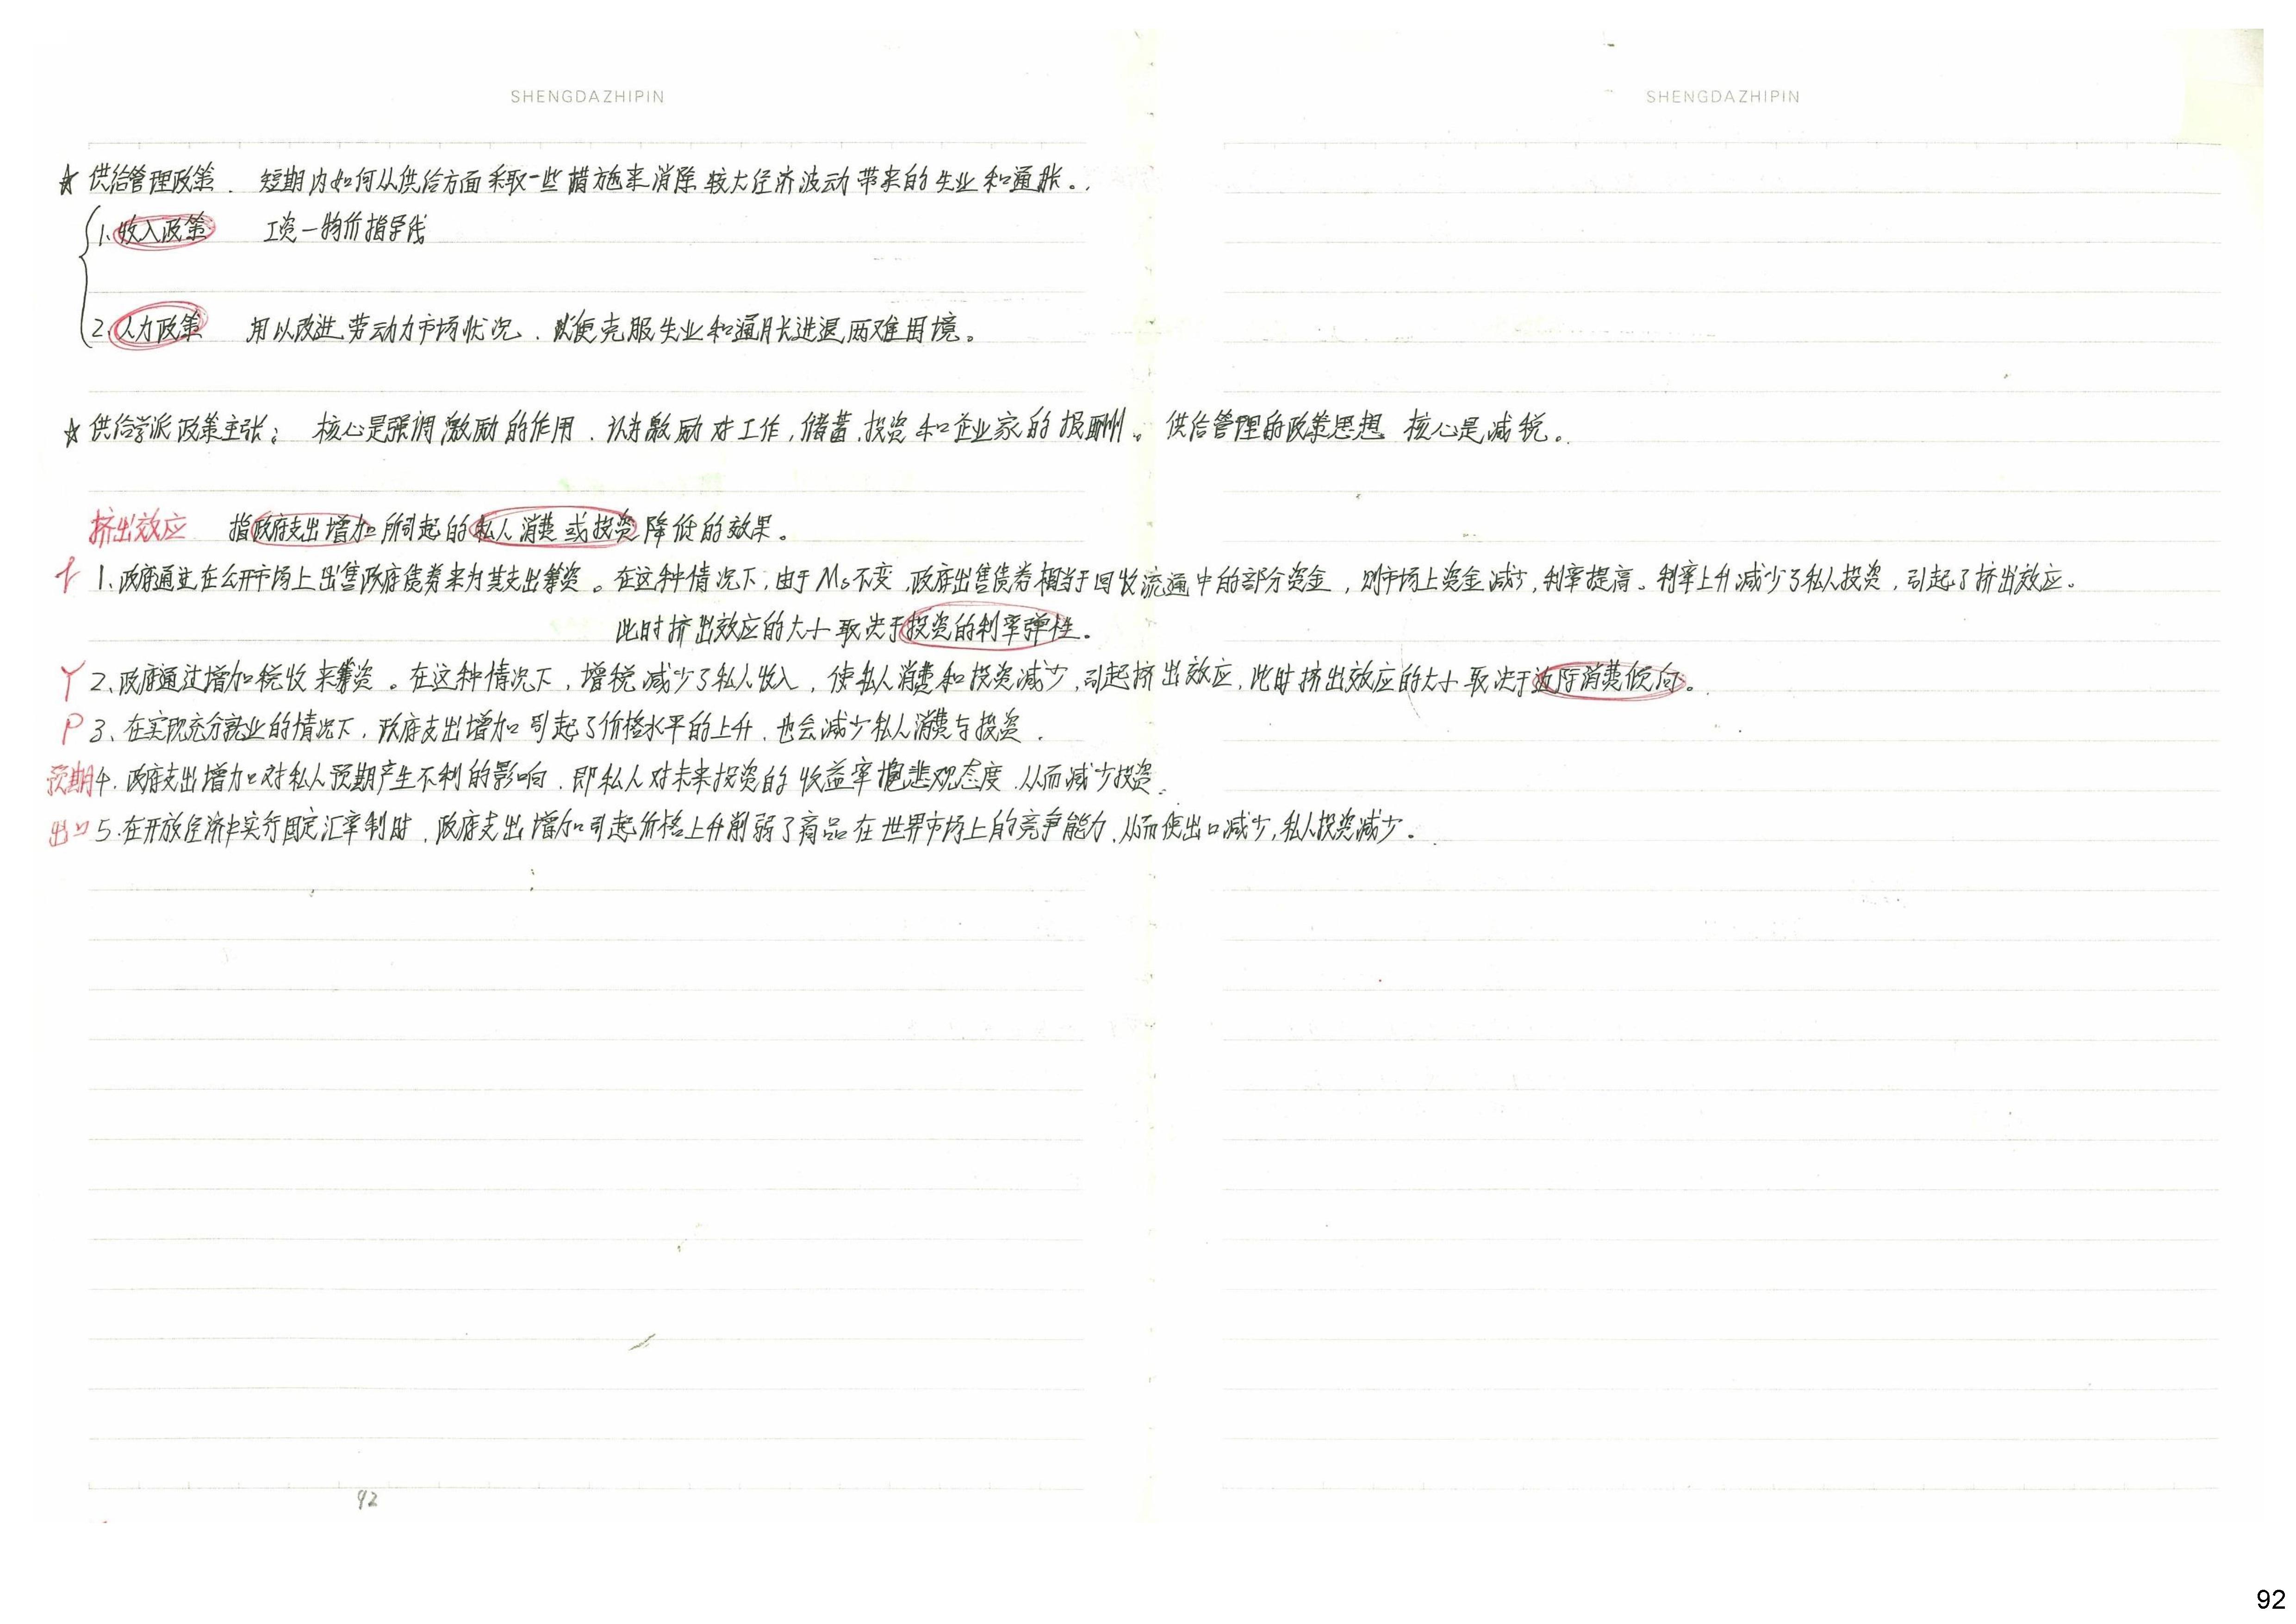 SHENGDAZHIPIN
SHENGDAZHIPIN
☆ 供给管理政策. 短期内如何从供给方面采取一些措施来消除较大经济波动带来的失业和通胀。
1. 收入政策 工资—物价指导线
2. 人力政策 用以改进劳动力市场状况, 以便克服失业和通胀进退两难困境。
☆ 供给学派政策主张: 核心是强调激励的作用, 认为激励对工作, 储蓄, 投资和企业家的报酬。供给管理的政策思想 核心是减税。
挤出效应 指政府支出增加所引起的私人消费或投资降低的效果。
r 1、政府通过在公开市场上出售政府债券来为其支出筹资。在这种情况下, 由于Ms不变, 政府出售债券相当于回收流通中的部分资金, 则市场上资金减少, 利率提高。利率上升减少了私人投资, 引起了挤出效应。
此时挤出效应的大小取决于投资的利率弹性。
Y 2、政府通过增加税收来筹资。在这种情况下, 增税减少了私人收入, 使私人消费和投资减少, 引起挤出效应, 此时挤出效应的大小取决于边际消费倾向。
P 3、在实现充分就业的情况下, 政府支出增加引起了价格水平的上升, 也会减少私人消费与投资.
预期 4. 政府支出增加对私人预期产生不利的影响, 即私人对未来投资的收益率抱悲观态度, 从而减少投资.
出口 5. 在开放经济中实行固定汇率制时, 政府支出增加引起价格上升削弱了商品在世界市场上的竞争能力, 从而使出口减少, 私人投资减少。
92
92